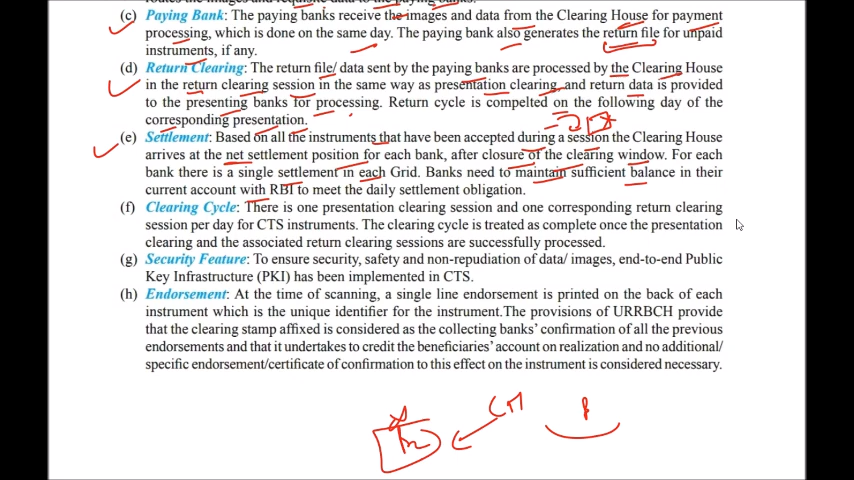 routes the images and requisite data to the paying banks.
(c) Paying Bank: The paying banks receive the images and data from the Clearing House for payment
processing, which is done on the same day. The paying bank also generates the return file for unpaid
instruments, if any.
(d) Return Clearing: The return file/ data sent by the paying banks are processed by the Clearing House
in the return clearing session in the same way as presentation clearing, and return data is provided
to the presenting banks for processing. Return cycle is compelted on the following day of the
corresponding presentation.
(e) Settlement: Based on all the instruments that have been accepted during a session the Clearing House
arrives at the net settlement position for each bank, after closure of the clearing window. For each
bank there is a single settlement in each Grid. Banks need to maintain sufficient balance in their
current account with RBI to meet the daily settlement obligation.
(f) Clearing Cycle: There is one presentation clearing session and one corresponding return clearing
session per day for CTS instruments. The clearing cycle is treated as complete once the presentation
clearing and the associated return clearing sessions are successfully processed.
(g) Security Feature: To ensure security, safety and non-repudiation of data/ images, end-to-end Public
Key Infrastructure (PKI) has been implemented in CTS.
(h) Endorsement: At the time of scanning, a single line endorsement is printed on the back of each
instrument which is the unique identifier for the instrument.The provisions of URRBCH provide
that the clearing stamp affixed is considered as the collecting banks' confirmation of all the previous
endorsements and that it undertakes to credit the beneficiaries' account on realization and no additional/
specific endorsement/certificate of confirmation to this effect on the instrument is considered necessary.